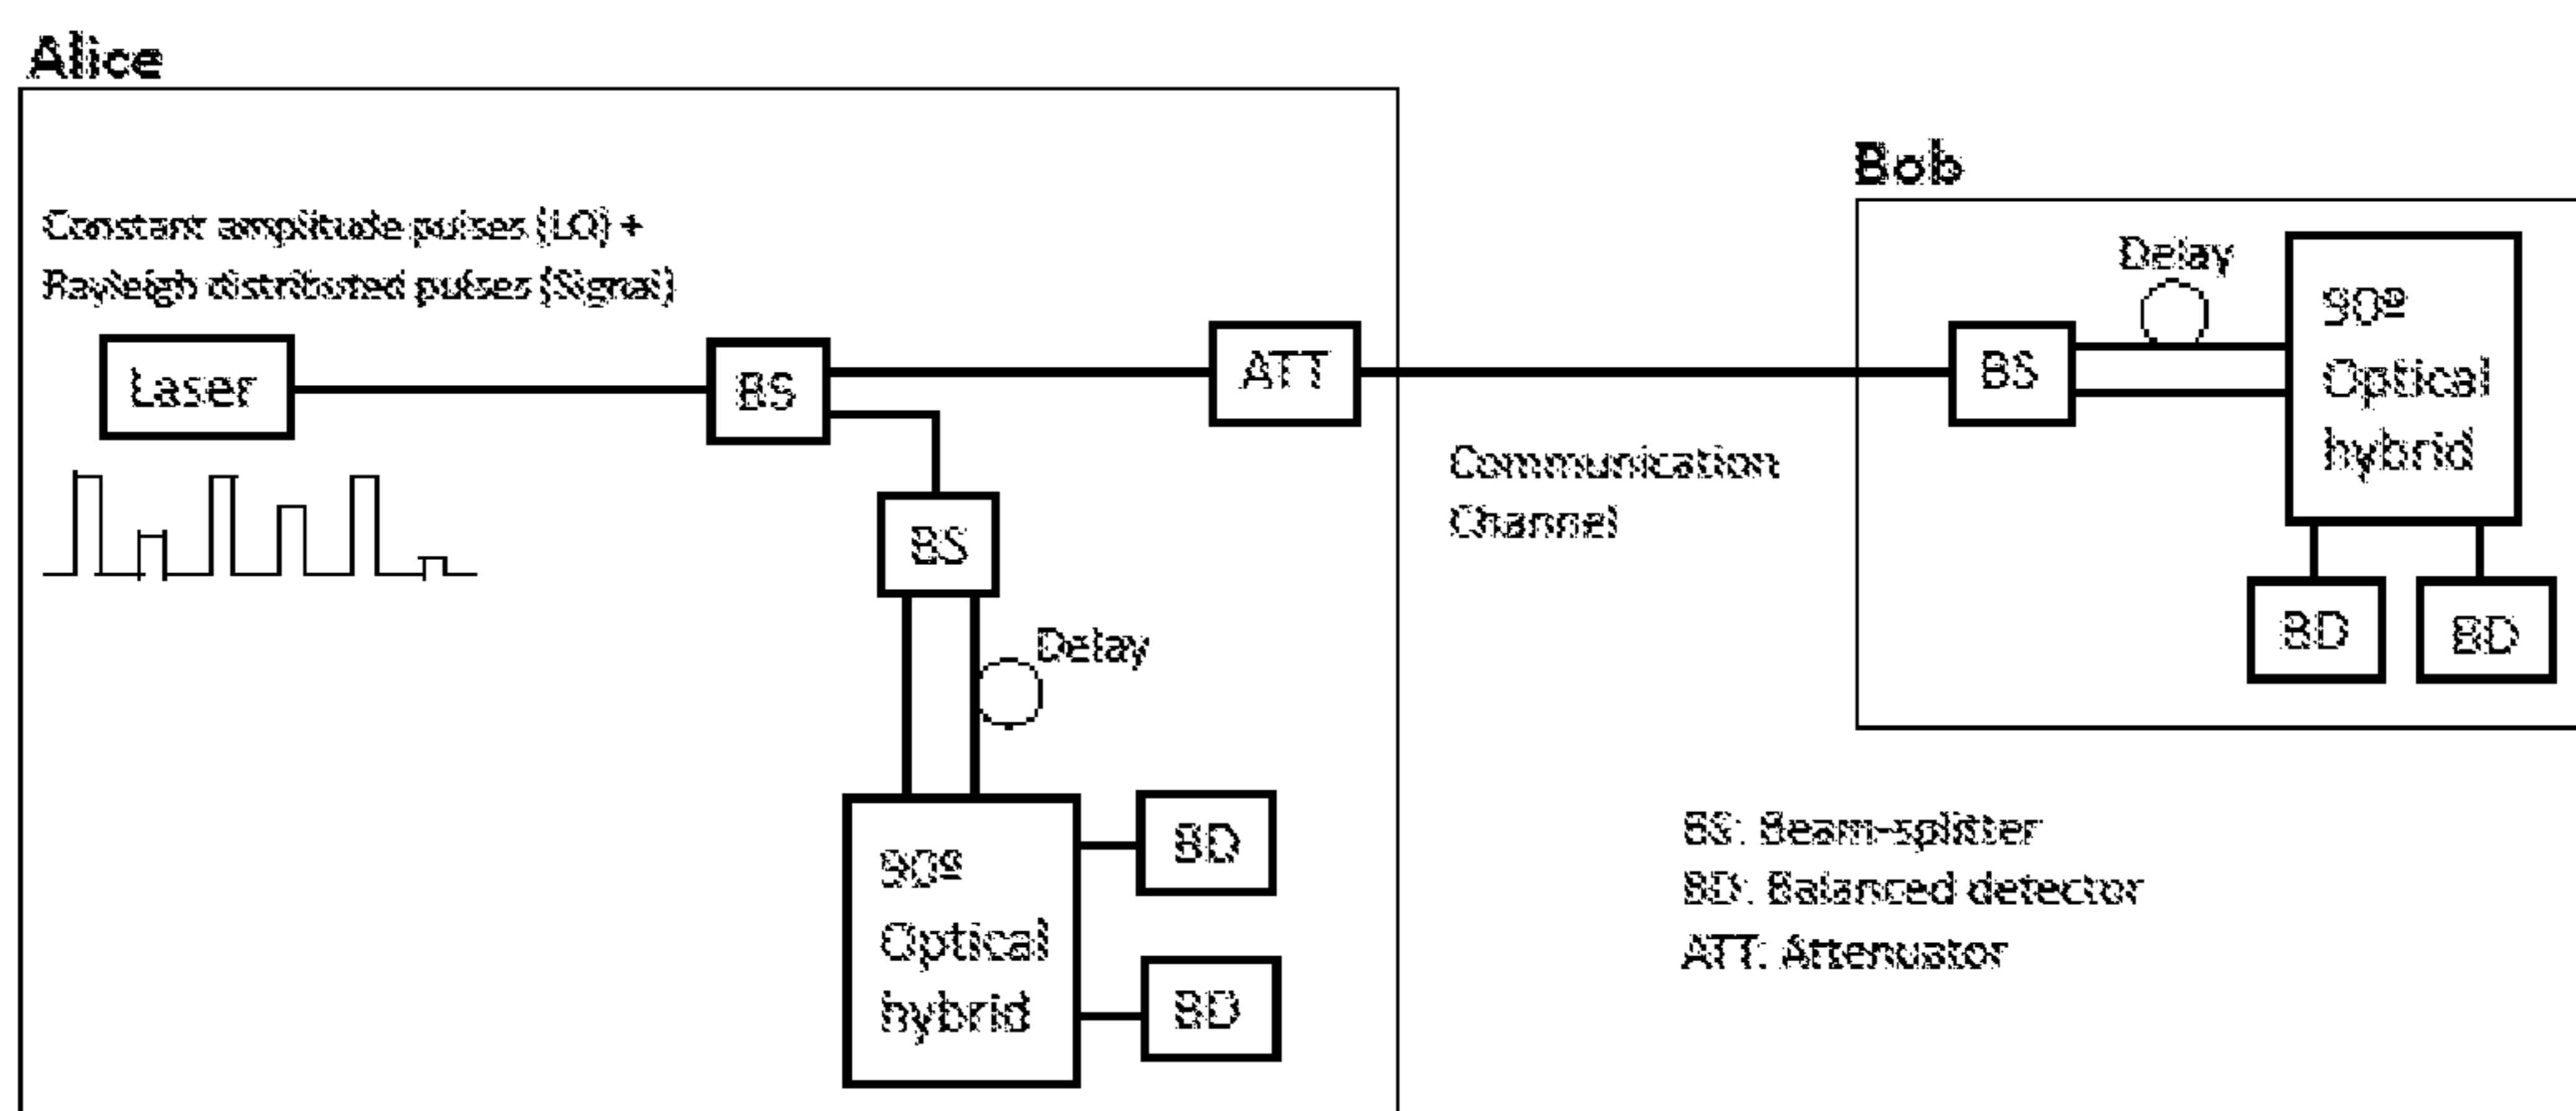 Alice
Constant amplitude pulses (LO) +
Rayleigh distributed pulses (Signal)
Laser
BS
ATT
BS
Delay
90º
Optical
hybrid
BD
BD
Communication
Channel
Bob
Delay
BS
90º
Optical
hybrid
BD
BD
BS: Beam-splitter
BD: Balanced detector
ATT: Attenuator